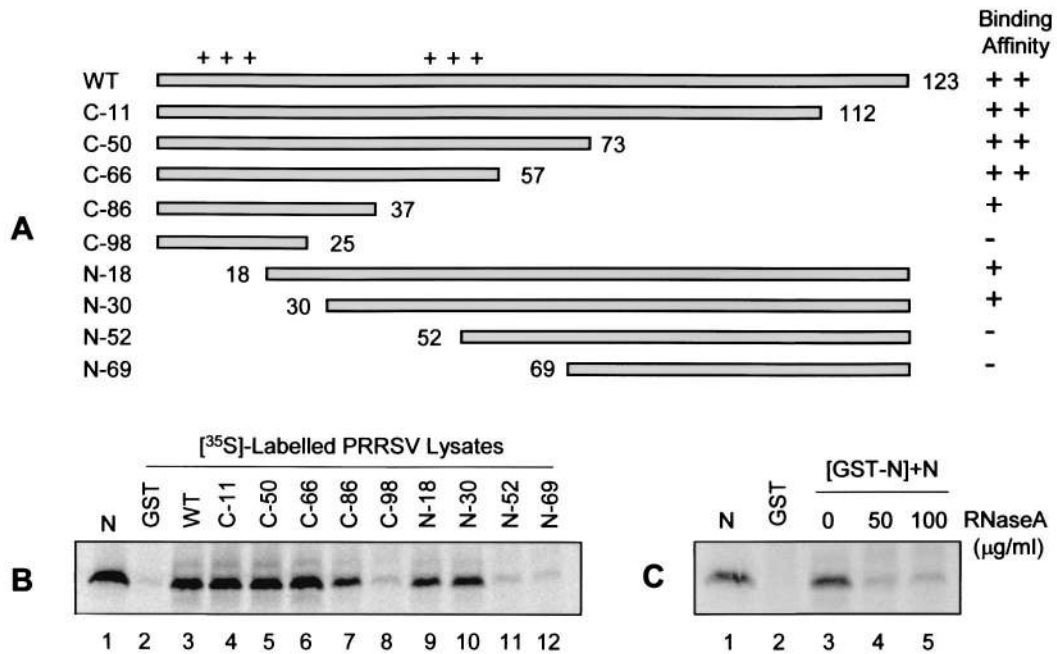 Binding
Affinity
+ + + + + +
WT 123 + +
C-11 112 + +
C-50 73 + +
C-66 57 + +
C-86 37 +
A
C-98 25 -
N-18 18 +
N-30 30 +
N-52 52 -
N-69 69 -
[³⁵S]-Labelled PRRSV Lysates
N GST WT C-11 C-50 C-66 C-86 C-98 N-18 N-30 N-52 N-69
B
1 2 3 4 5 6 7 8 9 10 11 12
[GST-N]+N
N GST 0 50 100 RNaseA
(µg/ml)
C
1 2 3 4 5